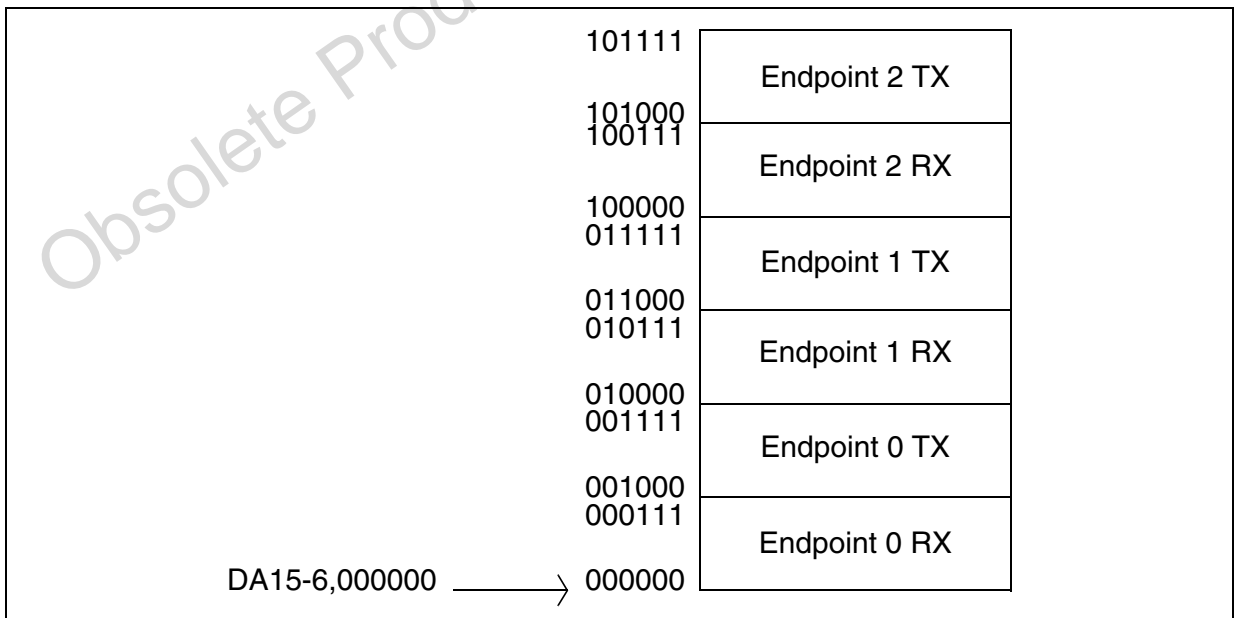 Obsolete Prod
101111
Endpoint 2 TX
101000
100111
Endpoint 2 RX
100000
011111
Endpoint 1 TX
011000
010111
Endpoint 1 RX
010000
001111
Endpoint 0 TX
001000
000111
Endpoint 0 RX
DA15-6,000000 000000